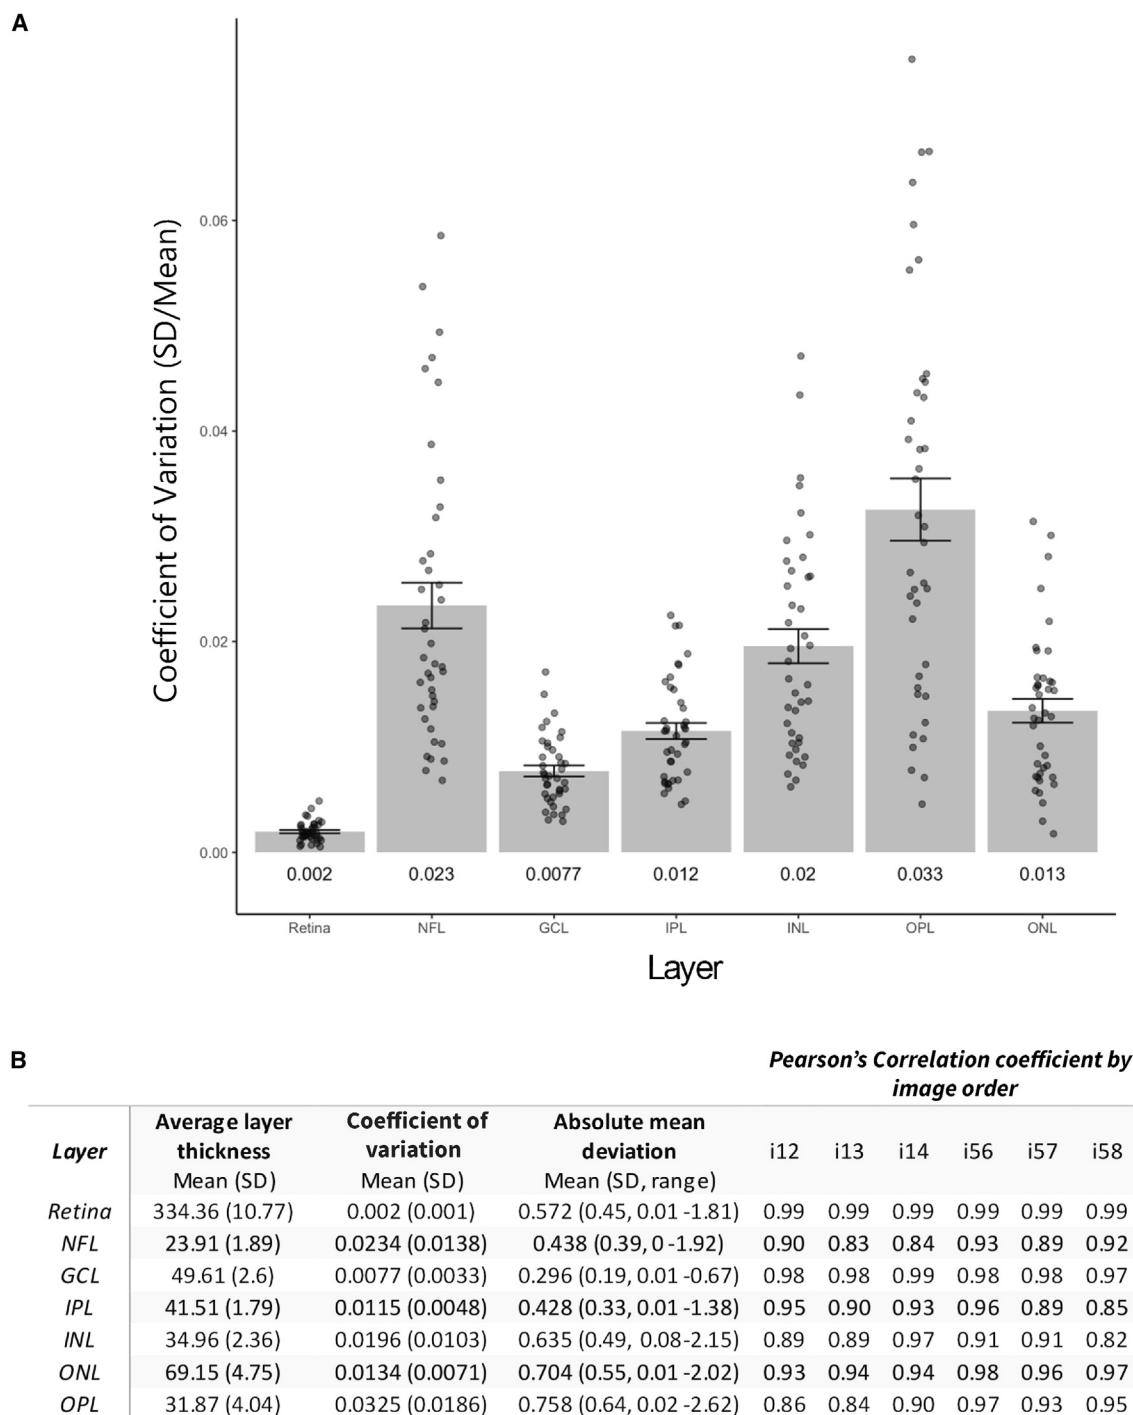 A
Coefficient of Variation (SD/Mean)
0.06
0.04
0.02
0.00
0.002 0.023 0.0077 0.012 0.02 0.033 0.013
Retina NFL GCL IPL INL OPL ONL
Layer
B
Pearson’s Correlation coefficient by
image order
Average layer Coefficient of Absolute mean
Layer thickness variation deviation i12 i13 i14 i56 i57 i58
Mean (SD) Mean (SD) Mean (SD, range)
Retina 334.36 (10.77) 0.002 (0.001) 0.572 (0.45, 0.01 -1.81) 0.99 0.99 0.99 0.99 0.99 0.99
NFL 23.91 (1.89) 0.0234 (0.0138) 0.438 (0.39, 0 -1.92) 0.90 0.83 0.84 0.93 0.89 0.92
GCL 49.61 (2.6) 0.0077 (0.0033) 0.296 (0.19, 0.01 -0.67) 0.98 0.98 0.99 0.98 0.98 0.97
IPL 41.51 (1.79) 0.0115 (0.0048) 0.428 (0.33, 0.01 -1.38) 0.95 0.90 0.93 0.96 0.89 0.85
INL 34.96 (2.36) 0.0196 (0.0103) 0.635 (0.49, 0.08-2.15) 0.89 0.89 0.97 0.91 0.91 0.82
ONL 69.15 (4.75) 0.0134 (0.0071) 0.704 (0.55, 0.01 -2.02) 0.93 0.94 0.94 0.98 0.96 0.97
OPL 31.87 (4.04) 0.0325 (0.0186) 0.758 (0.64, 0.02 -2.62) 0.86 0.84 0.90 0.97 0.93 0.95